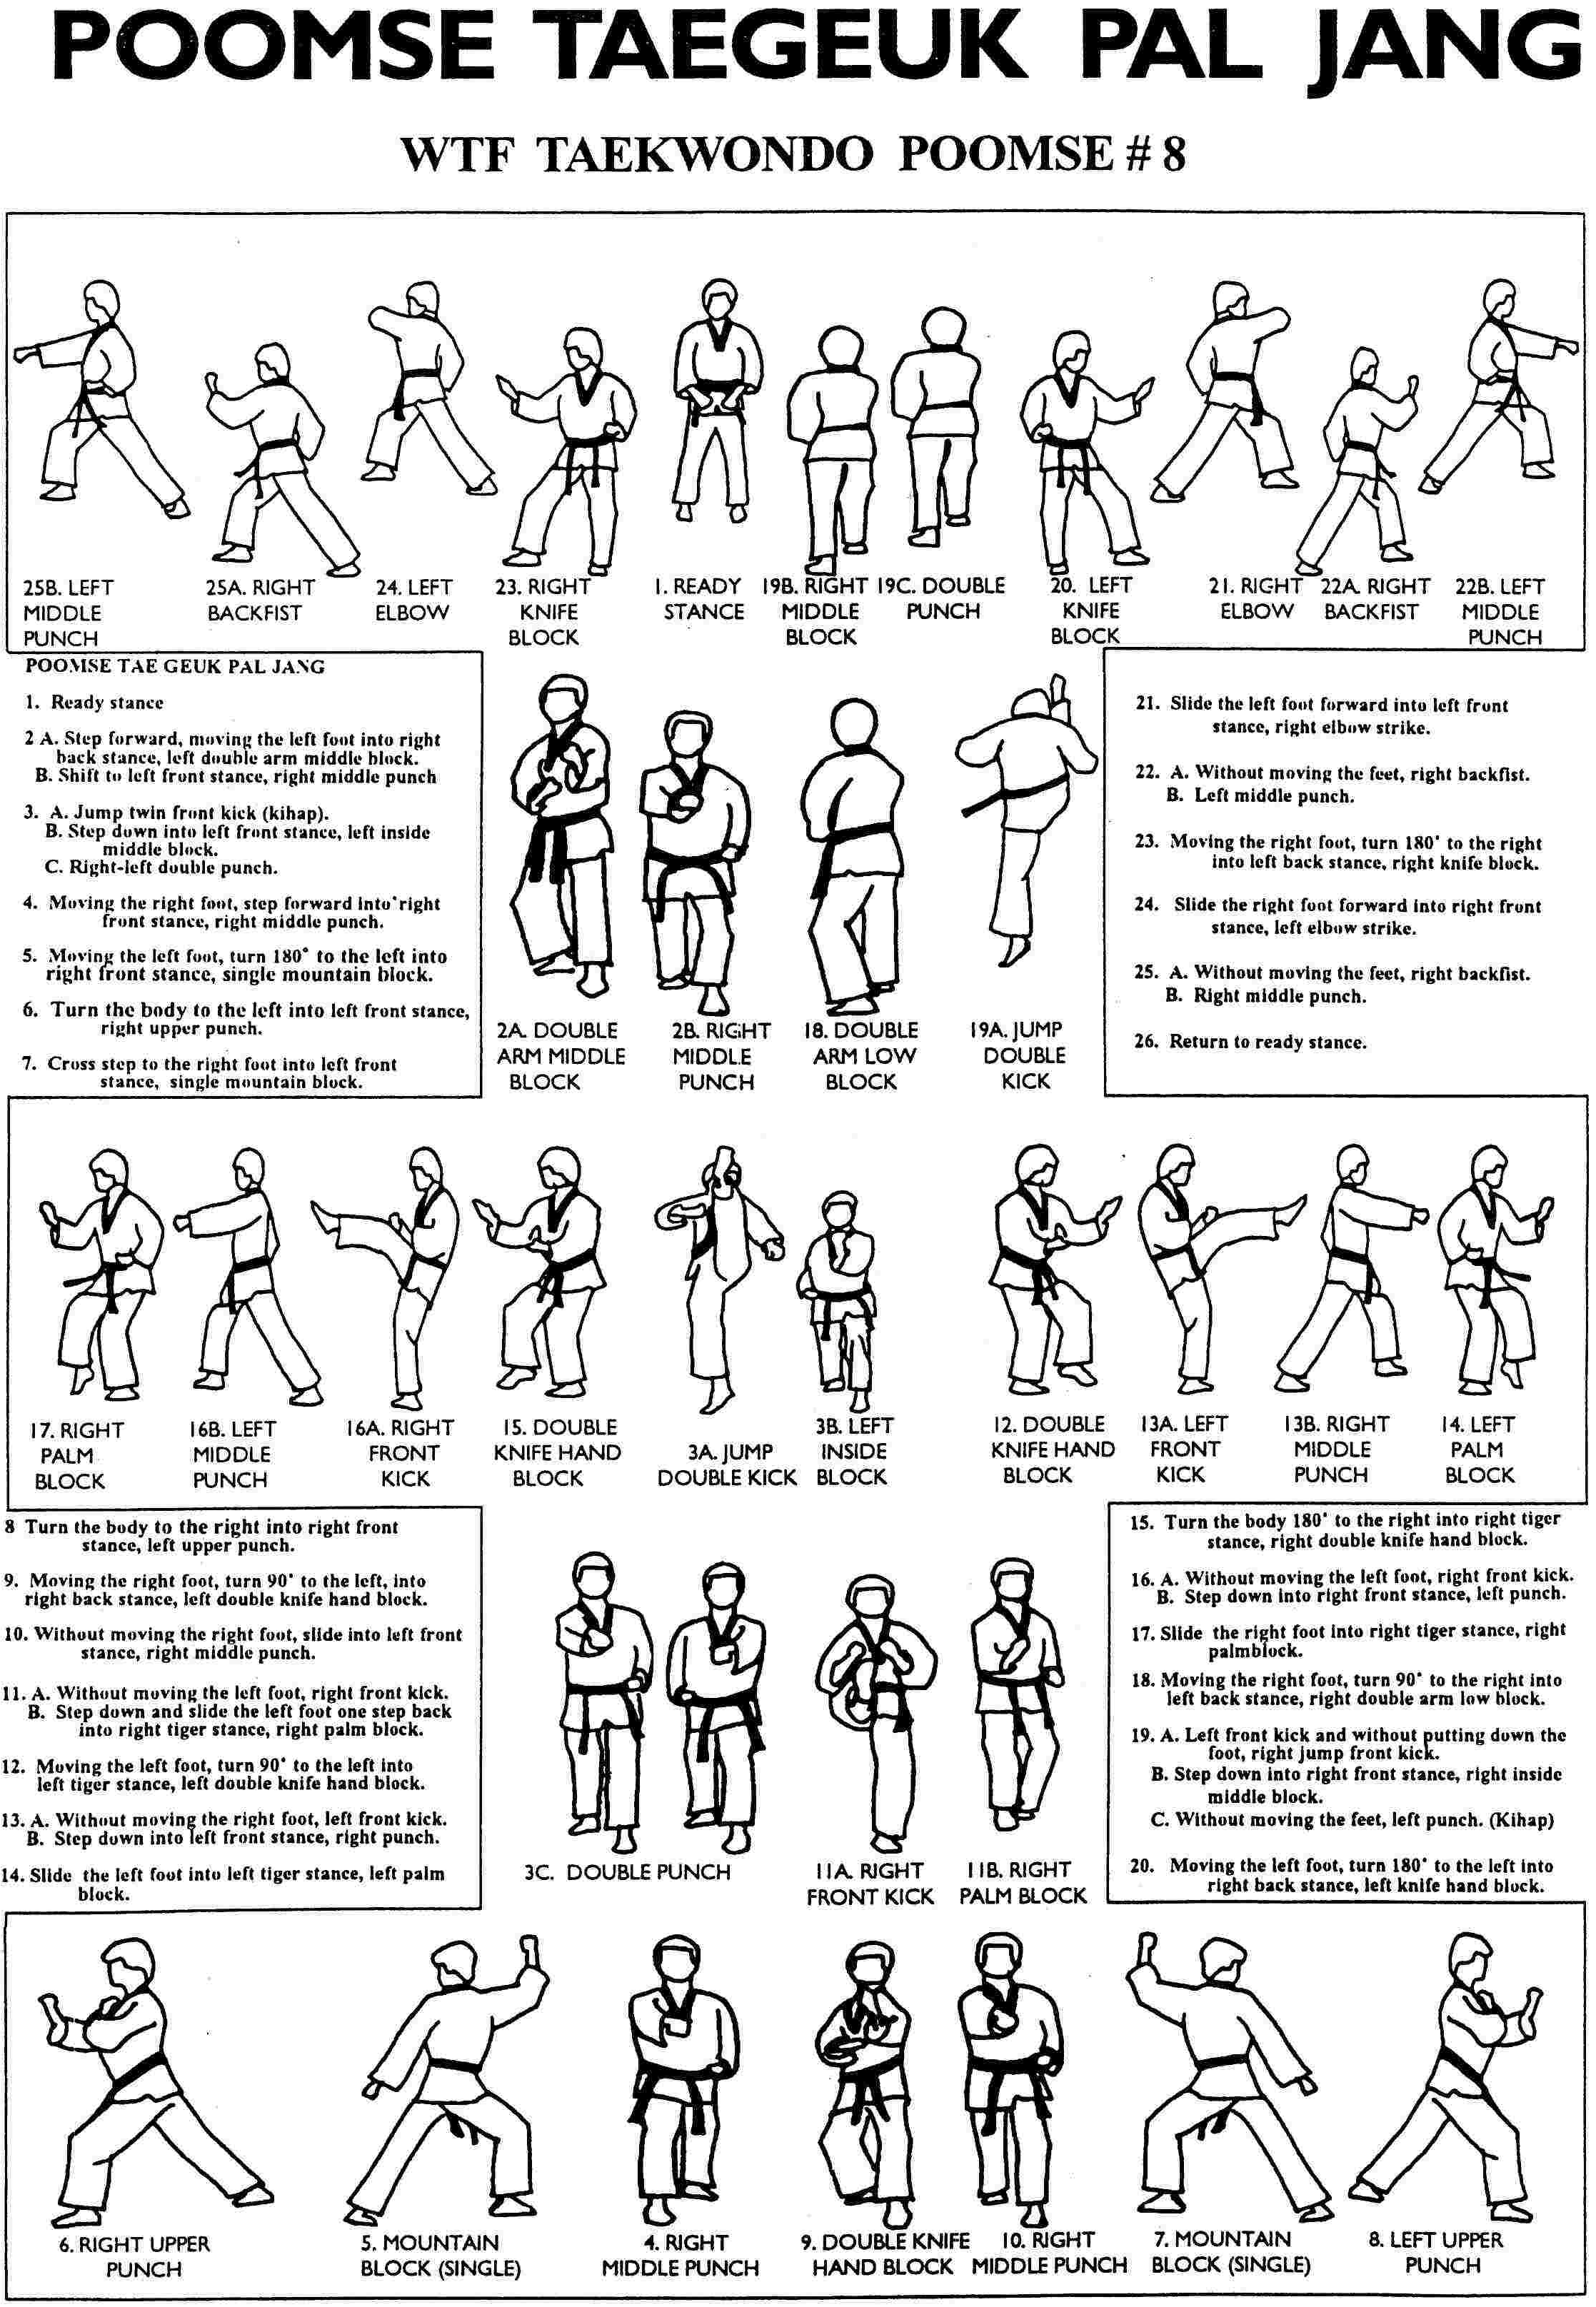 POOMSE TAEGEUK PAL JANG
WTF TAEKWONDO POOMSE # 8
25B. LEFT
MIDDLE
PUNCH
25A. RIGHT
BACKFIST
24. LEFT
ELBOW
23. RIGHT
KNIFE
BLOCK
1. READY
STANCE
19B. RIGHT
MIDDLE
BLOCK
19C. DOUBLE
PUNCH
20. LEFT
KNIFE
BLOCK
21. RIGHT
ELBOW
22A. RIGHT
BACKFIST
22B. LEFT
MIDDLE
PUNCH
POOMSE TAE GEUK PAL JANG
1. Ready stance
2 A. Step forward, moving the left foot into right
back stance, left double arm middle block.
B. Shift to left front stance, right middle punch
3. A. Jump twin front kick (kihap).
B. Step down into left front stance, left inside
middle block.
C. Right-left double punch.
4. Moving the right foot, step forward into right
front stance, right middle punch.
5. Moving the left foot, turn 180° to the left into
right front stance, single mountain block.
6. Turn the body to the left into left front stance,
right upper punch.
7. Cross step to the right foot into left front
stance, single mountain block.
2A. DOUBLE
ARM MIDDLE
BLOCK
2B. RIGHT
MIDDLE
PUNCH
18. DOUBLE
ARM LOW
BLOCK
19A. JUMP
DOUBLE
KICK
21. Slide the left foot forward into left front
stance, right elbow strike.
22. A. Without moving the feet, right backfist.
B. Left middle punch.
23. Moving the right foot, turn 180° to the right
into left back stance, right knife block.
24. Slide the right foot forward into right front
stance, left elbow strike.
25. A. Without moving the feet, right backfist.
B. Right middle punch.
26. Return to ready stance.
17. RIGHT
PALM
BLOCK
16B. LEFT
MIDDLE
PUNCH
16A. RIGHT
FRONT
KICK
15. DOUBLE
KNIFE HAND
BLOCK
3A. JUMP
DOUBLE KICK
3B. LEFT
INSIDE
BLOCK
12. DOUBLE
KNIFE HAND
BLOCK
13A. LEFT
FRONT
KICK
13B. RIGHT
MIDDLE
PUNCH
14. LEFT
PALM
BLOCK
8 Turn the body to the right into right front
stance, left upper punch.
9. Moving the right foot, turn 90° to the left, into
right back stance, left double knife hand block.
10. Without moving the right foot, slide into left front
stance, right middle punch.
11. A. Without moving the left foot, right front kick.
B. Step down and slide the left foot one step back
into right tiger stance, right palm block.
12. Moving the left foot, turn 90° to the left into
left tiger stance, left double knife hand block.
13. A. Without moving the right foot, left front kick.
B. Step down into left front stance, right punch.
14. Slide the left foot into left tiger stance, left palm
block.
3C. DOUBLE PUNCH
11A. RIGHT
FRONT KICK
11B. RIGHT
PALM BLOCK
15. Turn the body 180° to the right into right tiger
stance, right double knife hand block.
16. A. Without moving the left foot, right front kick.
B. Step down into right front stance, left punch.
17. Slide the right foot into right tiger stance, right
palmblock.
18. Moving the right foot, turn 90° to the right into
left back stance, right double arm low block.
19. A. Left front kick and without putting down the
foot, right jump front kick.
B. Step down into right front stance, right inside
middle block.
C. Without moving the feet, left punch. (Kihap)
20. Moving the left foot, turn 180° to the left into
right back stance, left knife hand block.
6. RIGHT UPPER
PUNCH
5. MOUNTAIN
BLOCK (SINGLE)
4. RIGHT
MIDDLE PUNCH
9. DOUBLE KNIFE
HAND BLOCK
10. RIGHT
MIDDLE PUNCH
7. MOUNTAIN
BLOCK (SINGLE)
8. LEFT UPPER
PUNCH